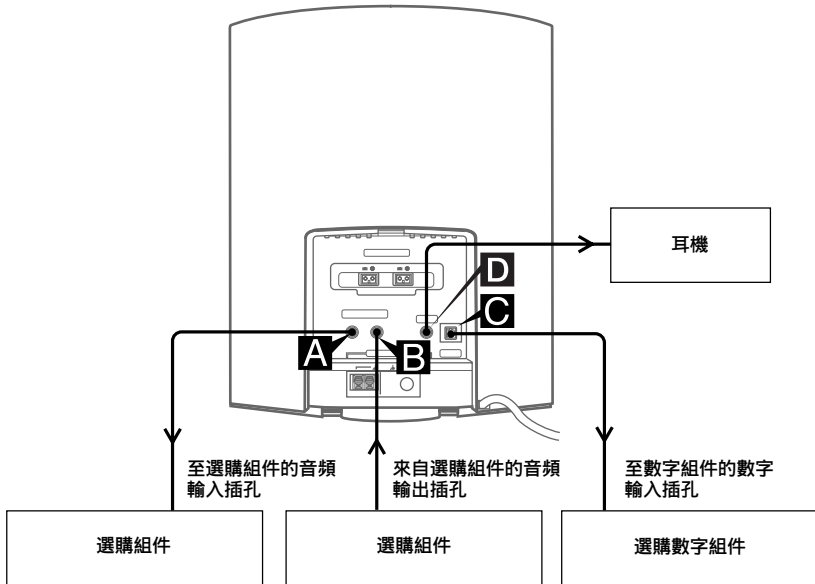 耳機
D
C
A
B
至選購組件的音頻
輸入插孔
來自選購組件的音頻
輸出插孔
至數字組件的數字
輸入插孔
選購組件
選購組件
選購數字組件